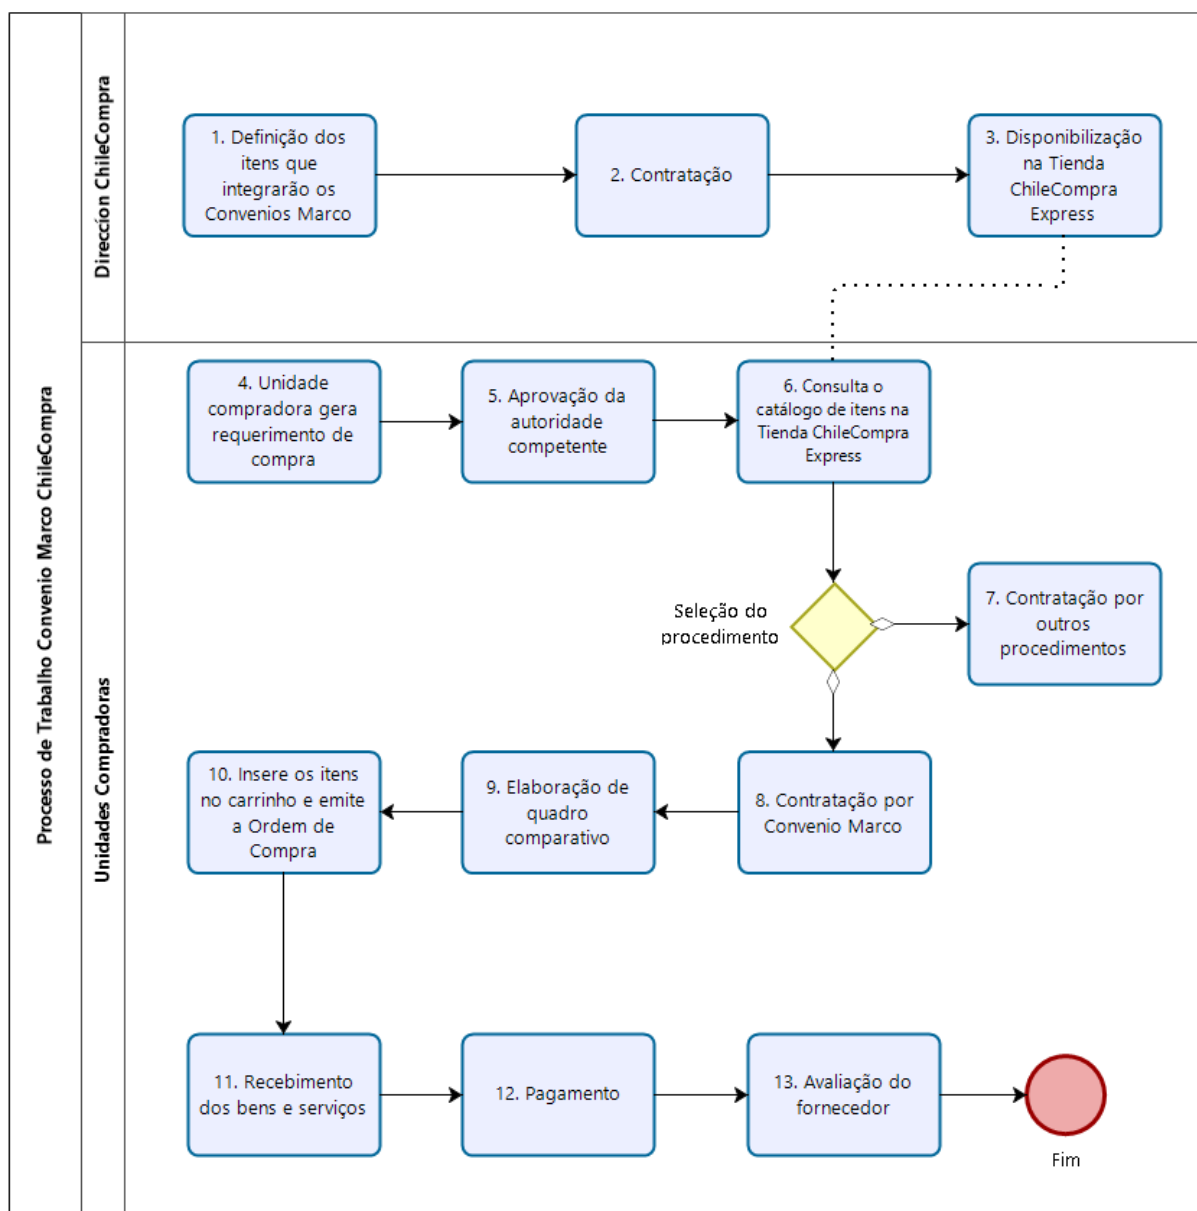 Processo de Trabalho Convenio Marco ChileCompra
Direccíon ChileCompra
1. Definição dos
itens que
integrarão os
Convenios Marco
2. Contratação
3. Disponibilização
na Tienda
ChileCompra
Express
Unidades Compradoras
4. Unidade
compradora gera
requerimento de
compra
5. Aprovação da
autoridade
competente
6. Consulta o
catálogo de itens na
Tienda ChileCompra
Express
Seleção do
procedimento
7. Contratação por
outros
procedimentos
8. Contratação por
Convenio Marco
9. Elaboração de
quadro
comparativo
10. Insere os itens
no carrinho e emite
a Ordem de
Compra
11. Recebimento
dos bens e serviços
12. Pagamento
13. Avaliação do
fornecedor
Fim